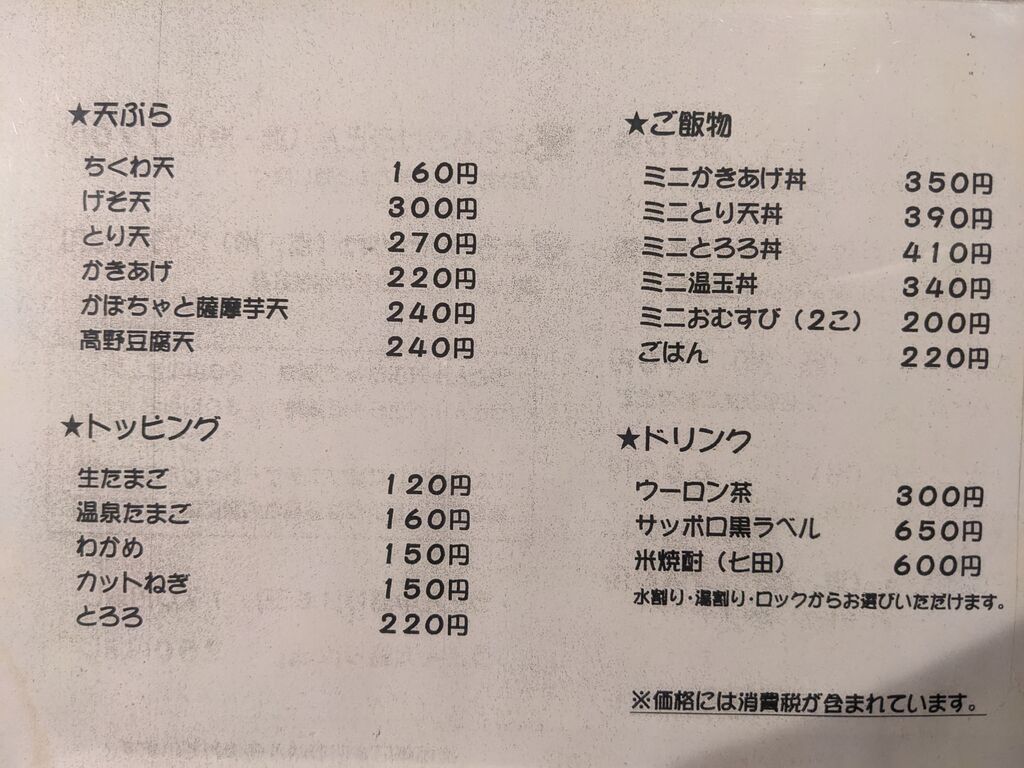 ★天ぷら
ちくわ天 160円
げそ天 300円
とり天 270円
かきあげ 220円
かぼちゃと薩摩芋天 240円
高野豆腐天 240円
★トッピング
生たまご 120円
温泉たまご 160円
わかめ 150円
カットねぎ 150円
とろろ 220円
★ご飯物
ミニかきあげ丼 350円
ミニとり天丼 390円
ミニとろろ丼 410円
ミニ温玉丼 340円
ミニおむすび（2こ） 200円
ごはん 220円
★ドリンク
ウーロン茶 300円
サッポロ黒ラベル 650円
米焼酎（七田） 600円
水割り・湯割り・ロックからお選びいただけます。
※価格には消費税が含まれています。